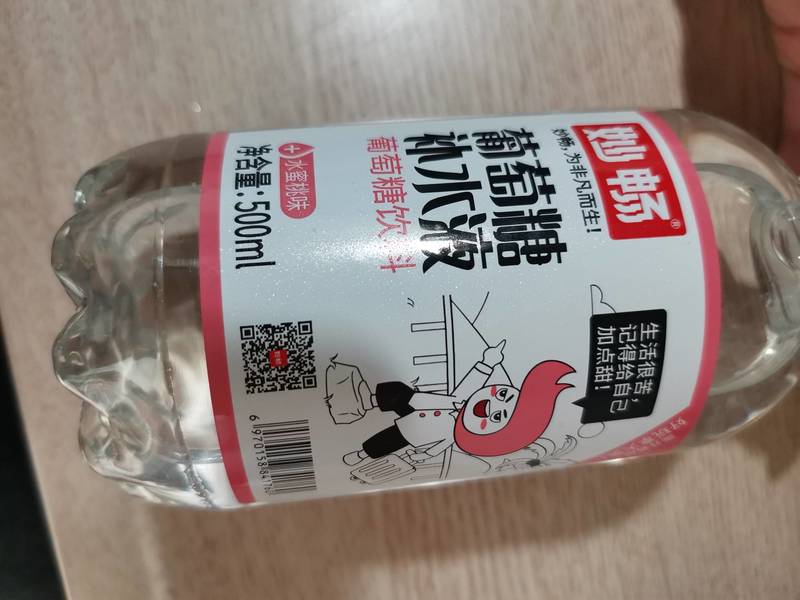 妙畅®
妙畅，为非凡而生！
葡萄糖
补水液
葡萄糖饮料
水蜜桃味
净含量：500ml
生活很苦，
记得给自己
加点甜！